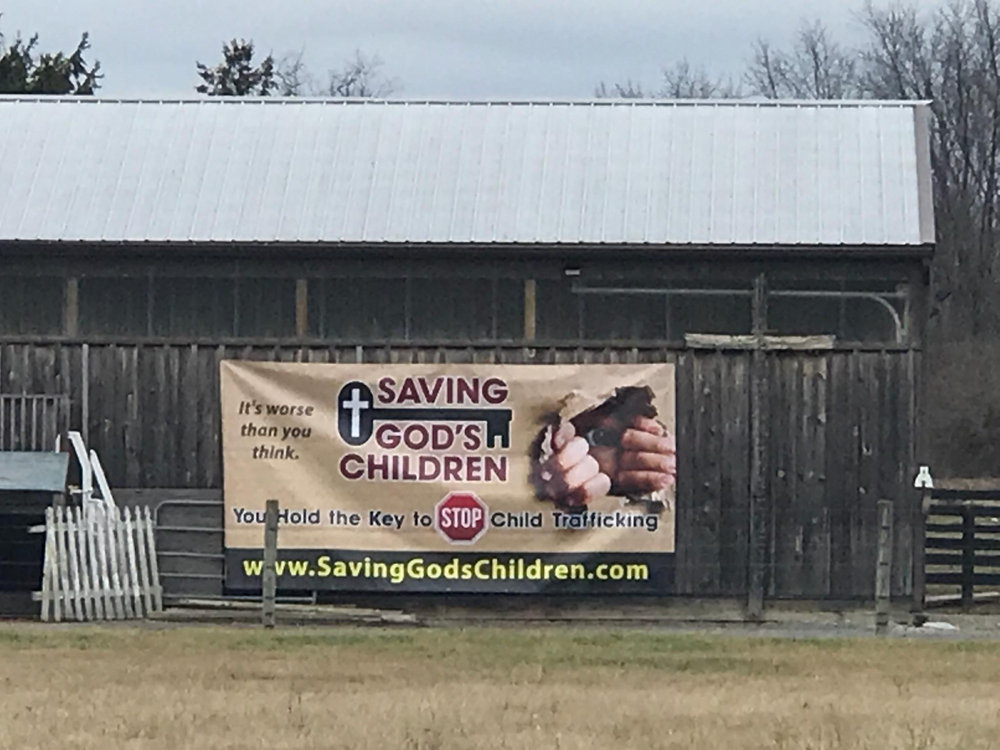 It's worse
than you
think.
SAVING
GOD'S
CHILDREN
You Hold the Key to STOP Child Trafficking
www.SavingGodsChildren.com